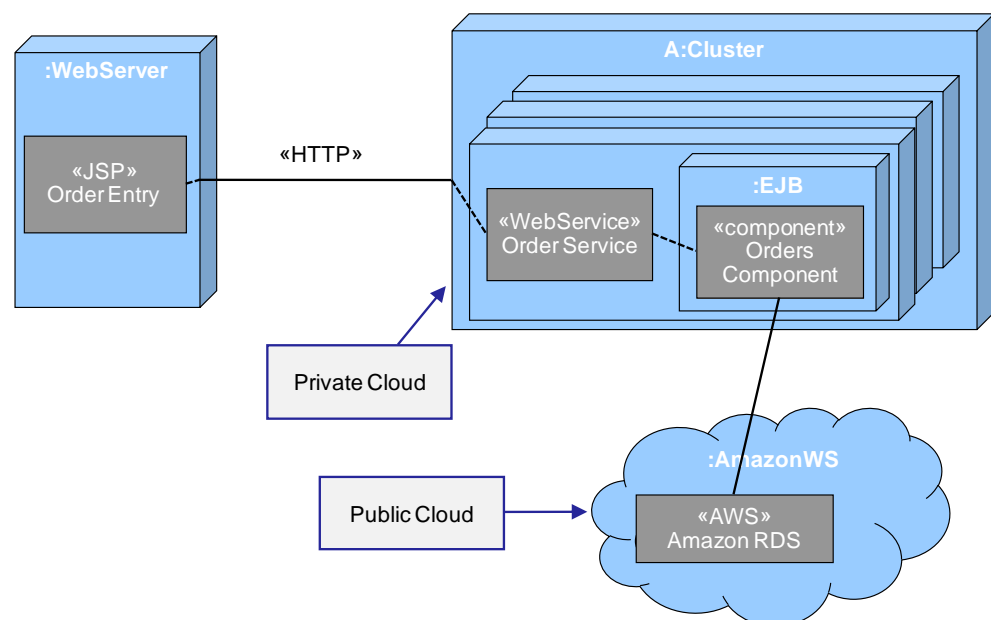 :WebServer
«JSP»
Order Entry
«HTTP»
A:Cluster
«WebService»
Order Service
:EJB
«component»
Orders
Component
Private Cloud
Public Cloud
:AmazonWS
«AWS»
Amazon RDS